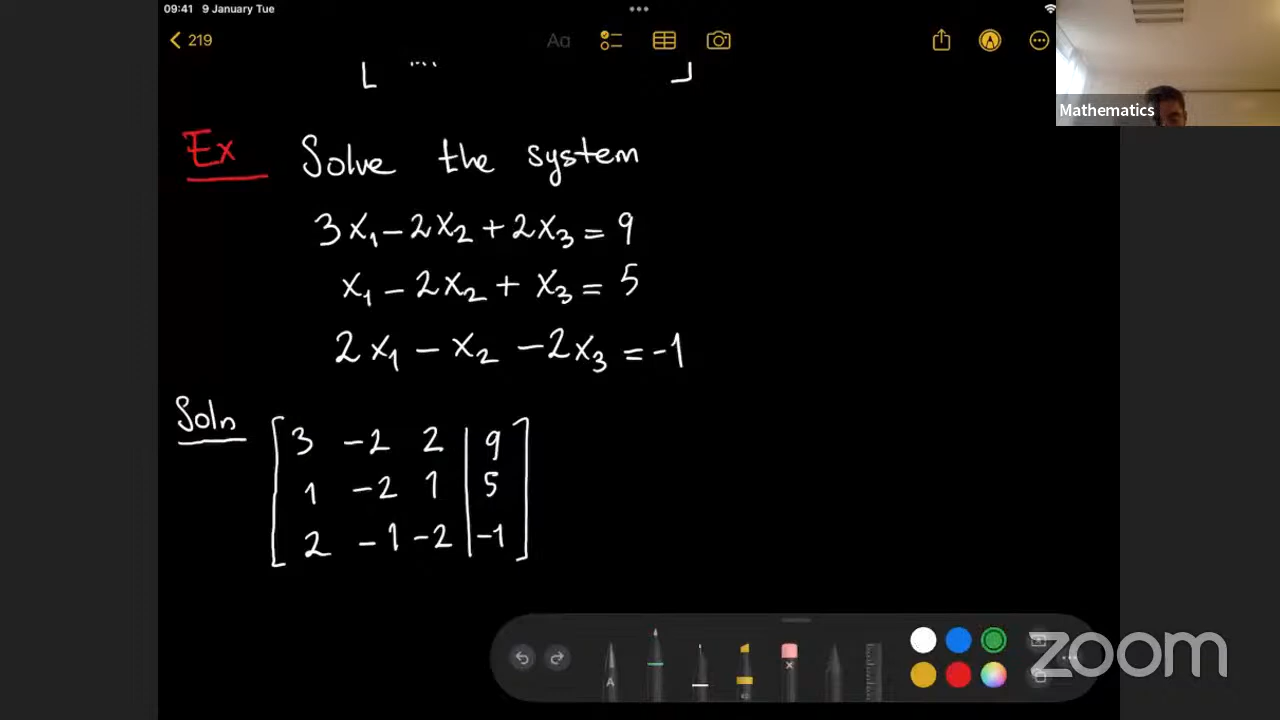 09:41 9 January Tue
219
Aa
Mathematics
Ex Solve the system
3x₁ - 2x₂ + 2x₃ = 9
x₁ - 2x₂ + x₃ = 5
2x₁ - x₂ - 2x₃ = -1
Soln
3 -2 2 | 9
1 -2 1 | 5
2 -1 -2 | -1
A
zoom